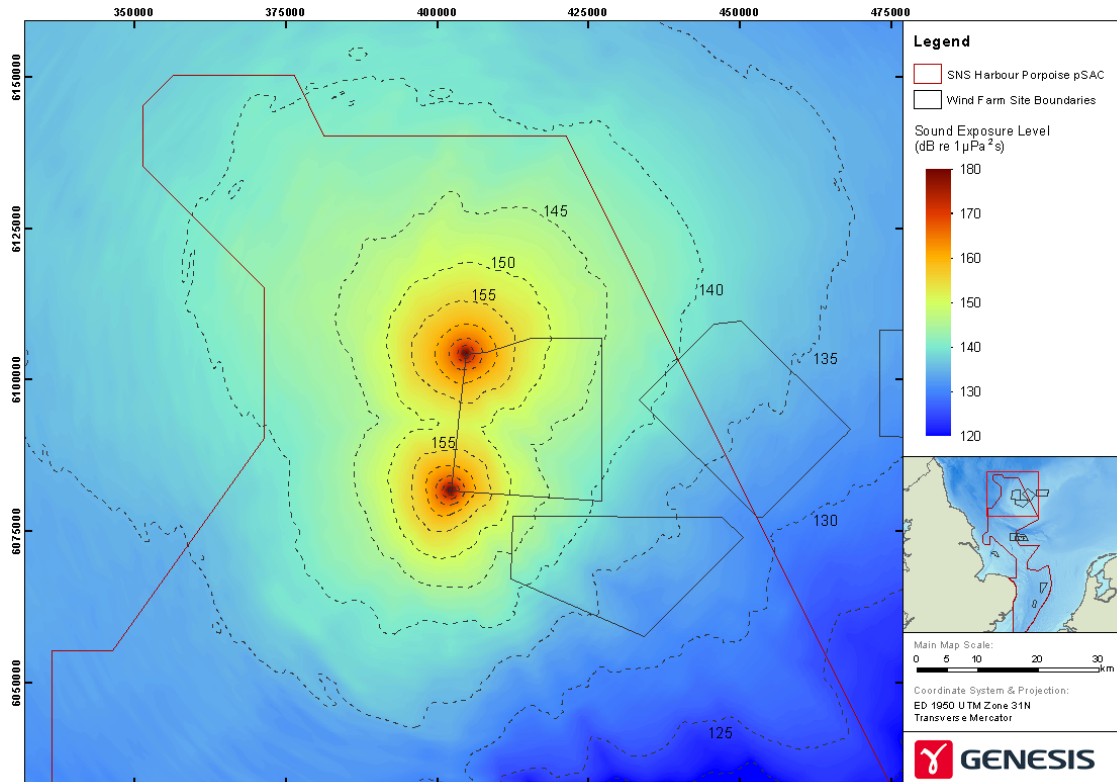 350000
375000
400000
425000
450000
475000
6150000
6125000
6100000
6075000
6050000
145
150
155
140
135
155
130
125
Legend
SNS Harbour Porpoise pSAC
Wind Farm Site Boundaries
Sound Exposure Level
(dB re 1µPa²s)
180
170
160
150
140
130
120
Main Map Scale:
0 5 10 20 30
km
Coordinate System & Projection:
ED 1950 UTM Zone 31N
Transverse Mercator
GENESIS